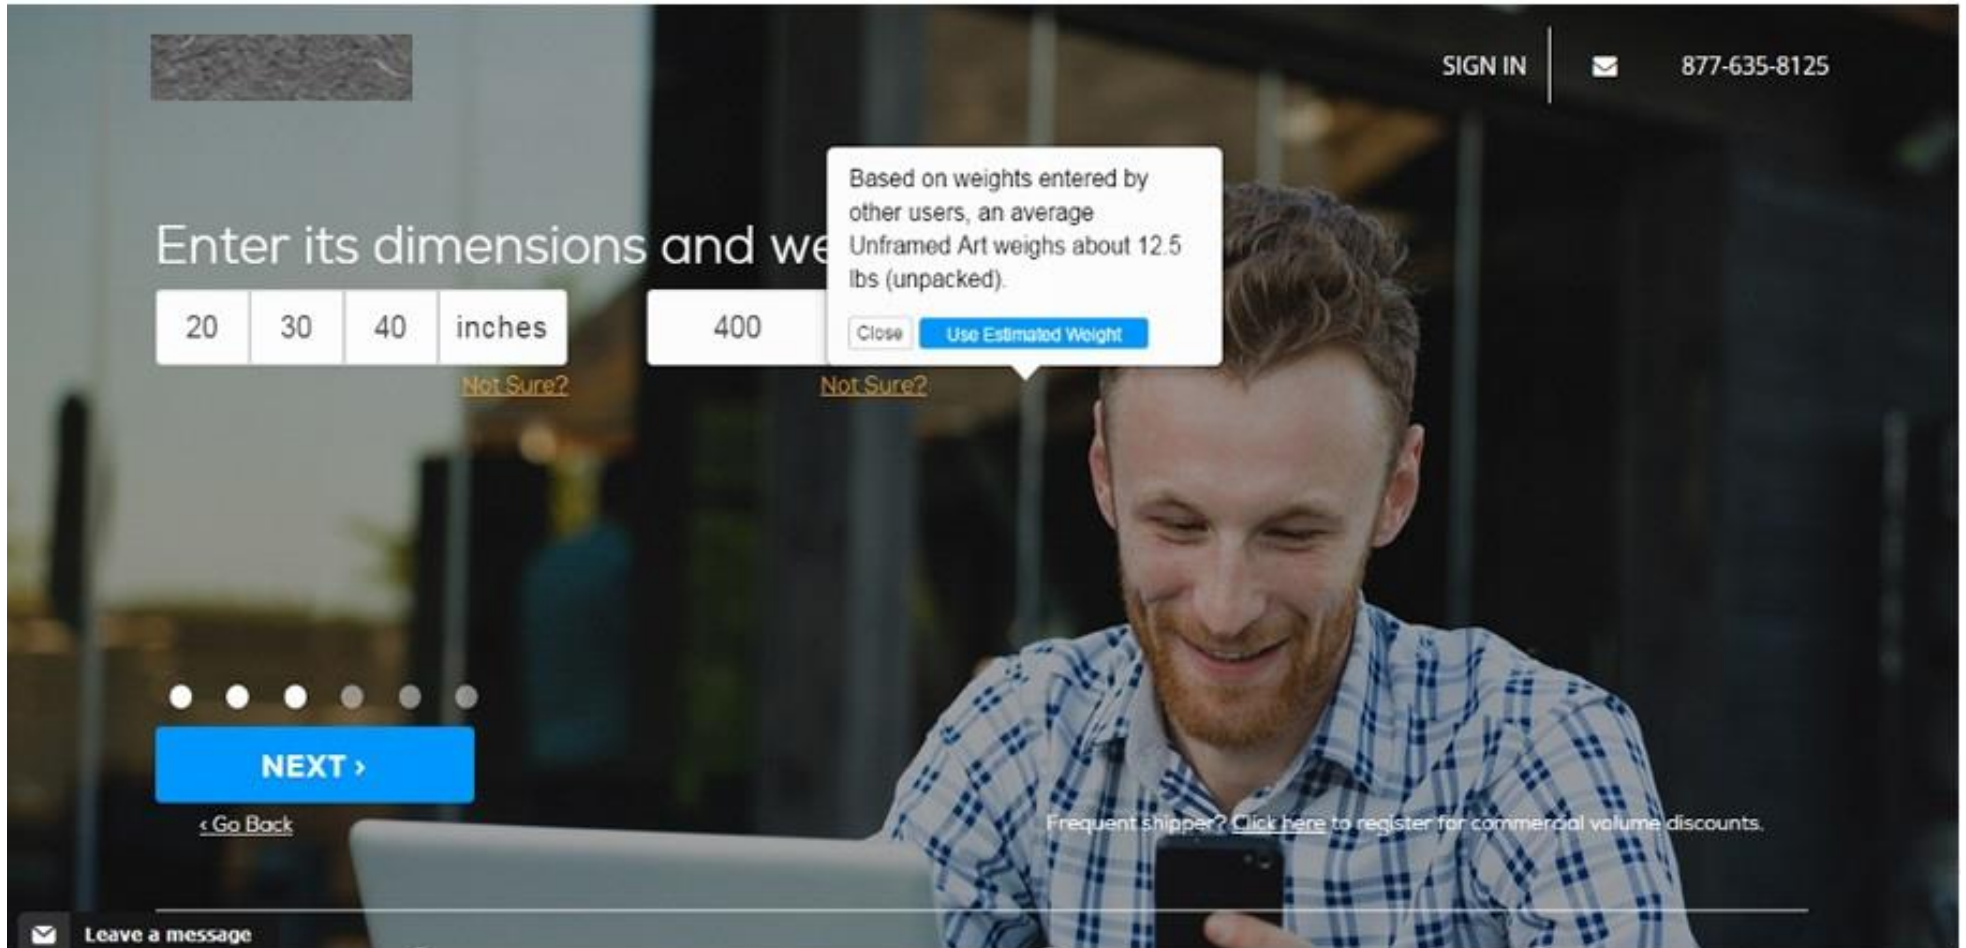 SIGN IN
877-635-8125
Based on weights entered by
other users, an average
Unframed Art weighs about 12.5
lbs (unpacked).
Close
Use Estimated Weight
Enter its dimensions and we
20
30
40
inches
400
Not Sure?
Not Sure?
NEXT ›
‹ Go Back
Frequent shipper? Click here to register for commercial volume discounts.
Leave a message